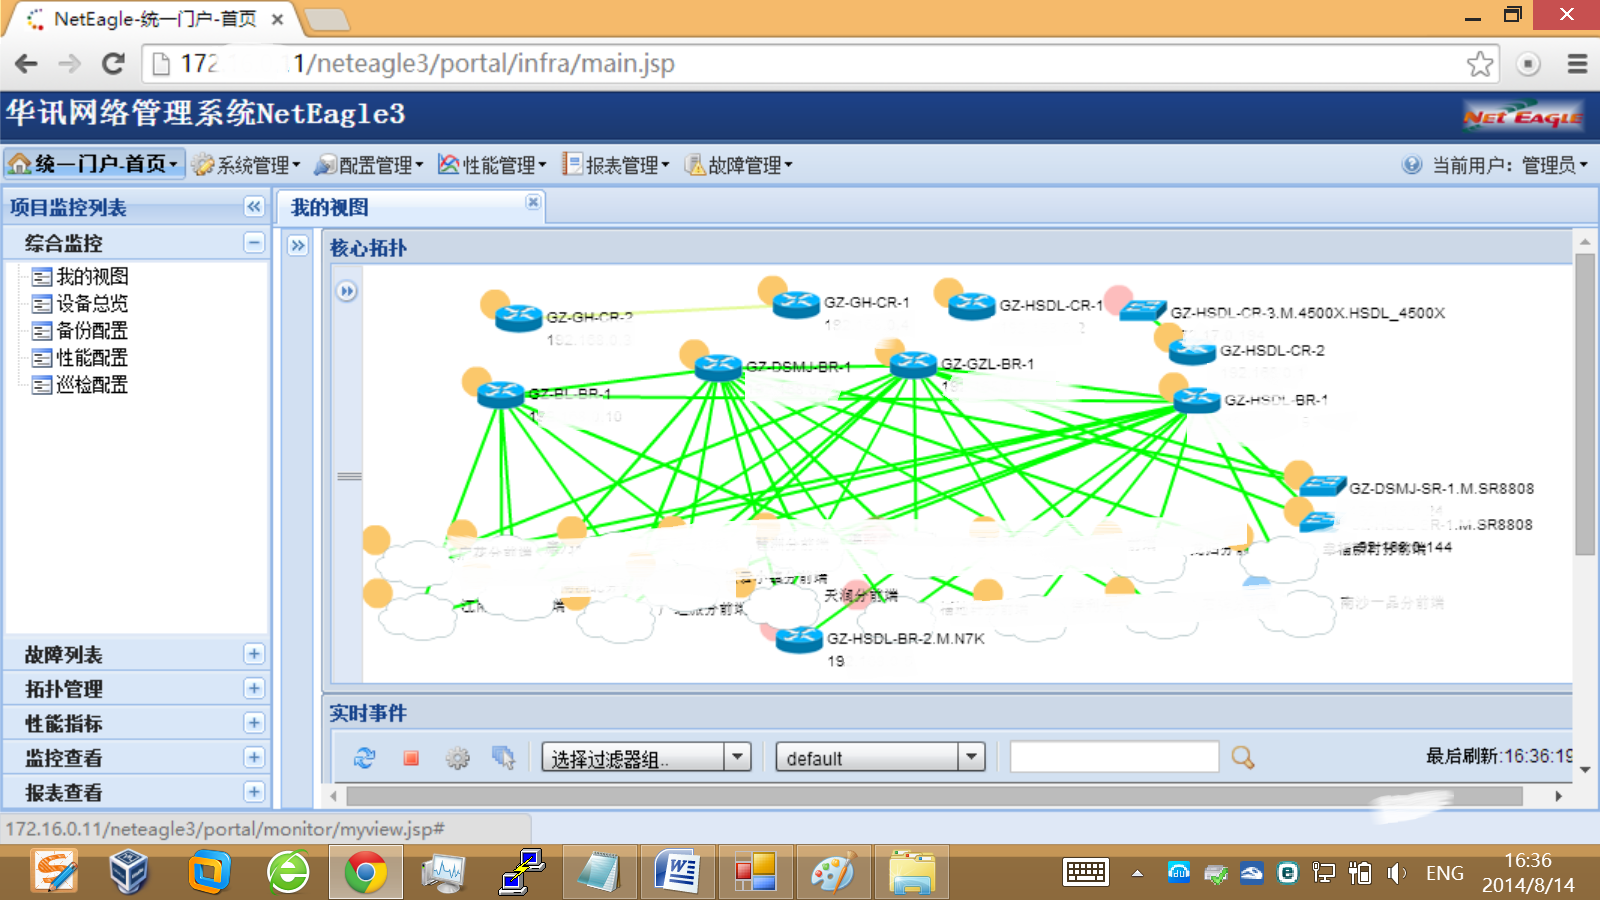 NetEagle-统一门户-首页
/neteagle3/portal/infra/main.jsp
华讯网络管理系统NetEagle3
NET EAGLE
统一门户-首页
系统管理
配置管理
性能管理
报表管理
故障管理
当前用户: 管理员
项目监控列表
我的视图
综合监控
核心拓扑
我的视图
设备总览
备份配置
性能配置
巡检配置
GZ-GH-CR-2
GZ-GH-CR-1
GZ-HSDL-CR-1
GZ-HSDL-CR-3.M.4500X.HSDL_4500X
GZ-HSDL-CR-2
GZ-DSMJ-BR-1
GZ-GZL-BR-1
GZ-BL-BR-1
GZ-HSDL-BR-1
GZ-DSMJ-SR-1.M.SR8808
R-1.M.SR8808
天润分前端
南沙一品分前端
GZ-HSDL-BR-2.M.N7K
19
故障列表
拓扑管理
性能指标
监控查看
报表查看
实时事件
选择过滤器组..
default
最后刷新:16:36:19
172.16.0.11/neteagle3/portal/monitor/myview.jsp#
ENG
16:36
2014/8/14